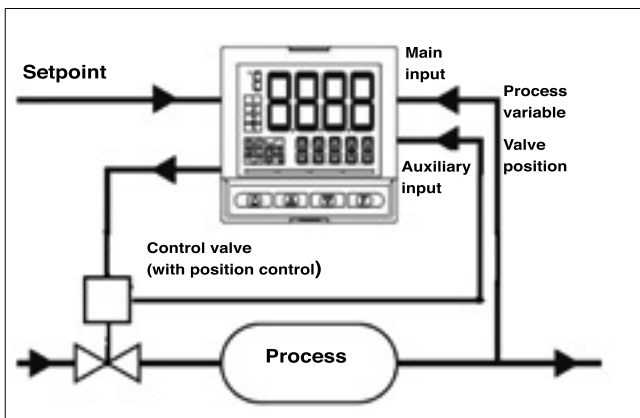 Setpoint
Main
input
Process
variable
Valve
position
Auxiliary
input
Control valve
(with position control)
Process